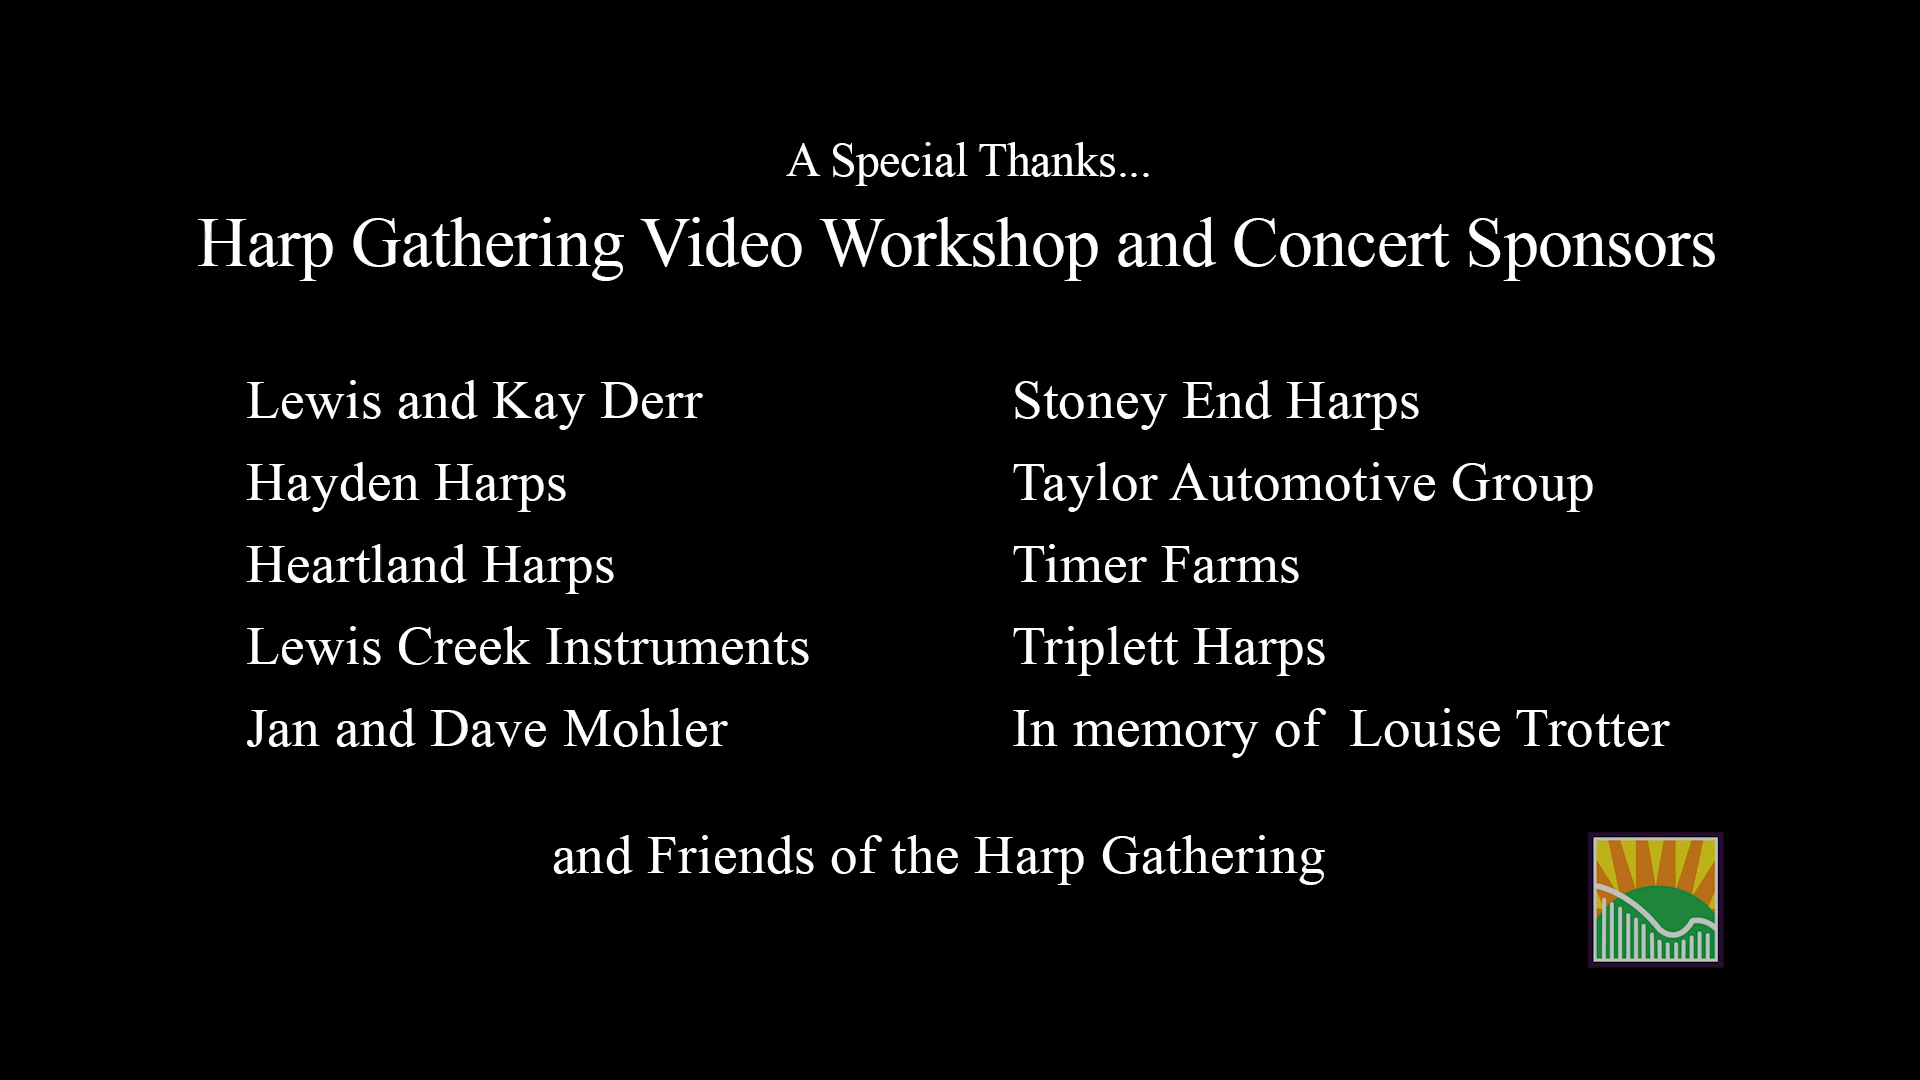 A Special Thanks...
Harp Gathering Video Workshop and Concert Sponsors
Lewis and Kay Derr
Hayden Harps
Heartland Harps
Lewis Creek Instruments
Jan and Dave Mohler
Stoney End Harps
Taylor Automotive Group
Timer Farms
Triplett Harps
In memory of  Louise Trotter
and Friends of the Harp Gathering